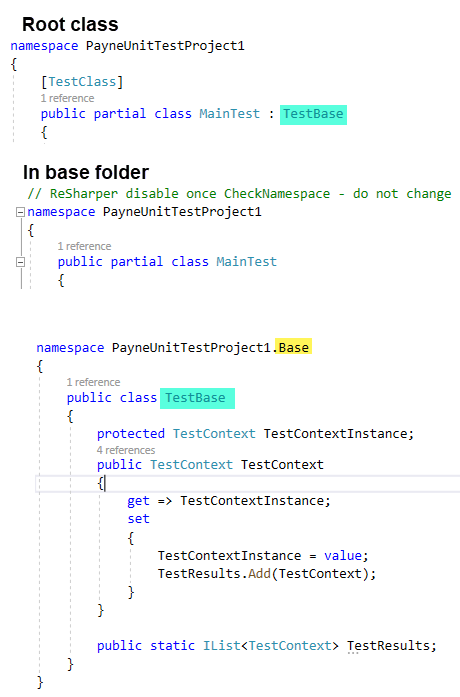 Root class
namespace PayneUnitTestProject1
{
[TestClass]
1 reference
public partial class MainTest : TestBase
{
In base folder
// ReSharper disable once CheckNamespace - do not change
namespace PayneUnitTestProject1
{
1 reference
public partial class MainTest
{
namespace PayneUnitTestProject1.Base
{
1 reference
public class TestBase
{
protected TestContext TestContextInstance;
4 references
public TestContext TestContext
{
get => TestContextInstance;
set
{
TestContextInstance = value;
TestResults.Add(TestContext);
}
}
public static IList<TestContext> TestResults;
}
}